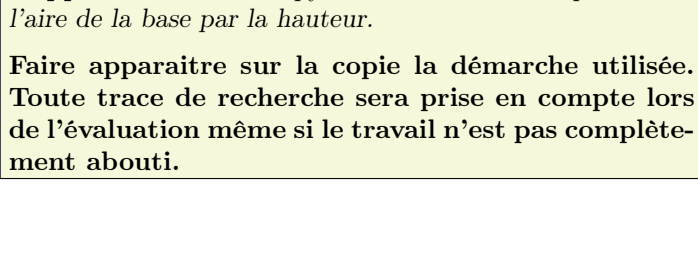 l'aire de la base par la hauteur.
Faire apparaitre sur la copie la démarche utilisée.
Toute trace de recherche sera prise en compte lors
de l'évaluation même si le travail n'est pas complète-
ment abouti.